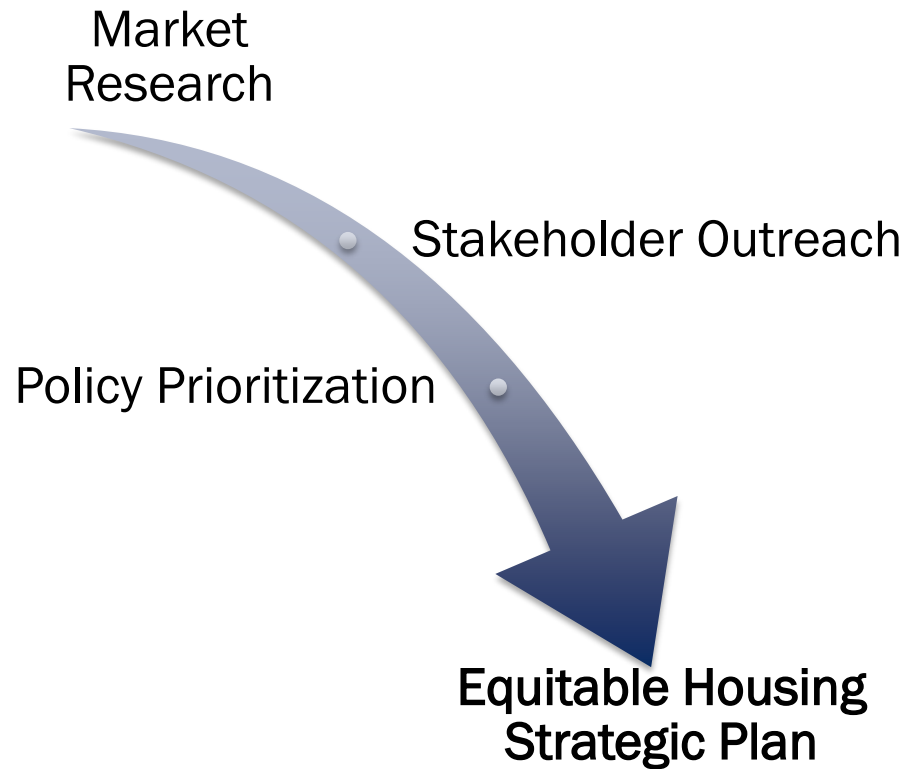 Market
Research
Stakeholder Outreach
Policy Prioritization
Equitable Housing
Strategic Plan